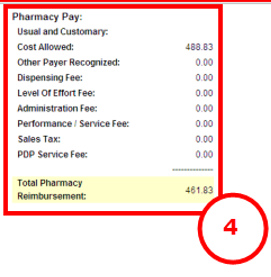 Pharmacy Pay:
Usual and Customary:
Cost Allowed: 488.83
Other Payer Recognized: 0.00
Dispensing Fee: 0.00
Level Of Effort Fee: 0.00
Administration Fee: 0.00
Performance / Service Fee: 0.00
Sales Tax: 0.00
PDP Service Fee: 0.00
--------------
Total Pharmacy
Reimbursement: 461.83
4